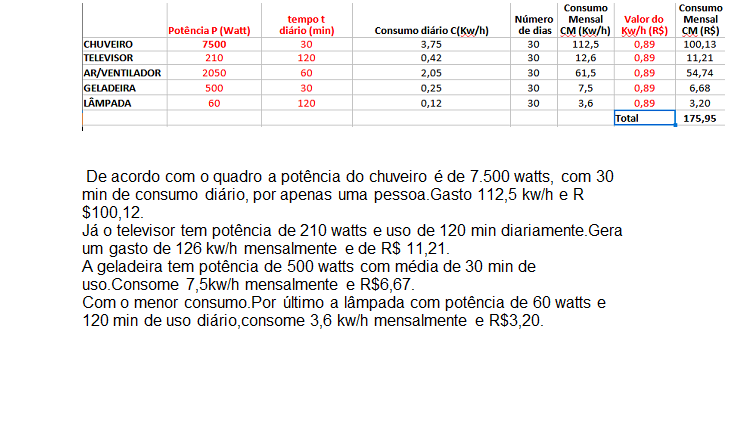 Potência P (Watt) tempo t diário (min) Consumo diário C(Kw/h) Número de dias Consumo Mensal CM (Kw/h) Valor do Kw/h (R$) Consumo Mensal CM (R$)
CHUVEIRO 7500 30 3,75 30 112,5 0,89 100,13
TELEVISOR 210 120 0,42 30 12,6 0,89 11,21
AR/VENTILADOR 2050 60 2,05 30 61,5 0,89 54,74
GELADEIRA 500 30 0,25 30 7,5 0,89 6,68
LÂMPADA 60 120 0,12 30 3,6 0,89 3,20
Total 175,95
De acordo com o quadro a potência do chuveiro é de 7.500 watts, com 30
min de consumo diário, por apenas uma pessoa.Gasto 112,5 kw/h e R
$100,12.
Já o televisor tem potência de 210 watts e uso de 120 min diariamente.Gera
um gasto de 126 kw/h mensalmente e de R$ 11,21.
A geladeira tem potência de 500 watts com média de 30 min de
uso.Consome 7,5kw/h mensalmente e R$6,67.
Com o menor consumo.Por último a lâmpada com potência de 60 watts e
120 min de uso diário,consome 3,6 kw/h mensalmente e R$3,20.